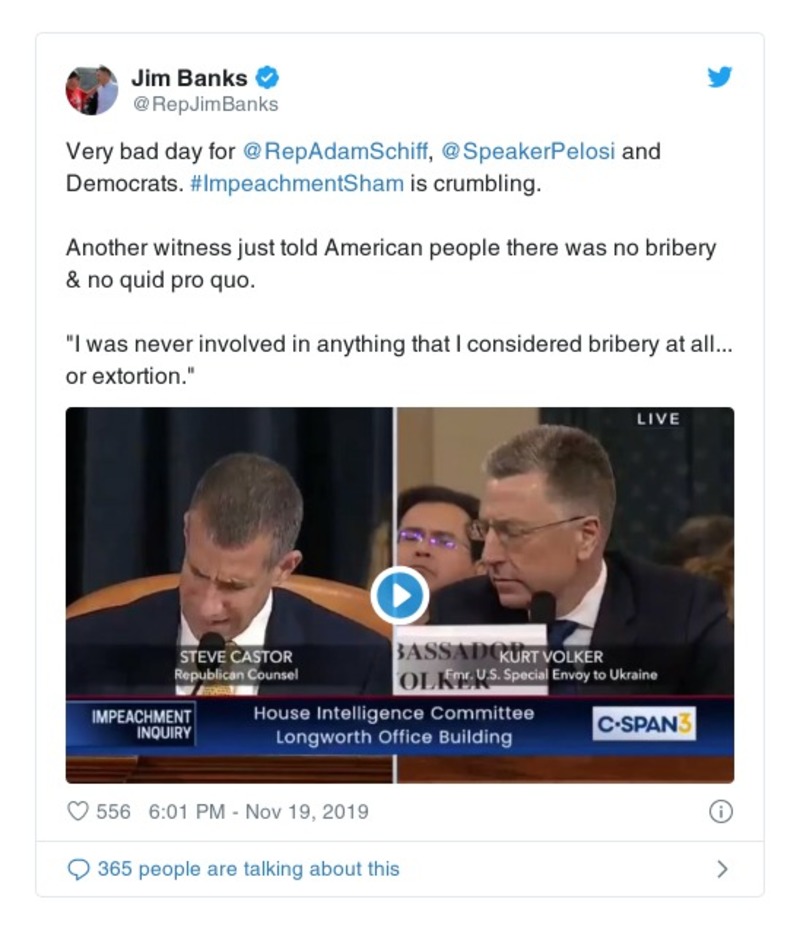 Jim Banks
@RepJimBanks
Very bad day for @RepAdamSchiff, @SpeakerPelosi and
Democrats. #ImpeachmentSham is crumbling.
Another witness just told American people there was no bribery
& no quid pro quo.
"I was never involved in anything that I considered bribery at all...
or extortion."
LIVE
BASSADOR
OLKER
STEVE CASTOR
Republican Counsel
KURT VOLKER
Fmr. U.S. Special Envoy to Ukraine
IMPEACHMENT
INQUIRY
House Intelligence Committee
Longworth Office Building
C-SPAN3
556 6:01 PM - Nov 19, 2019
365 people are talking about this